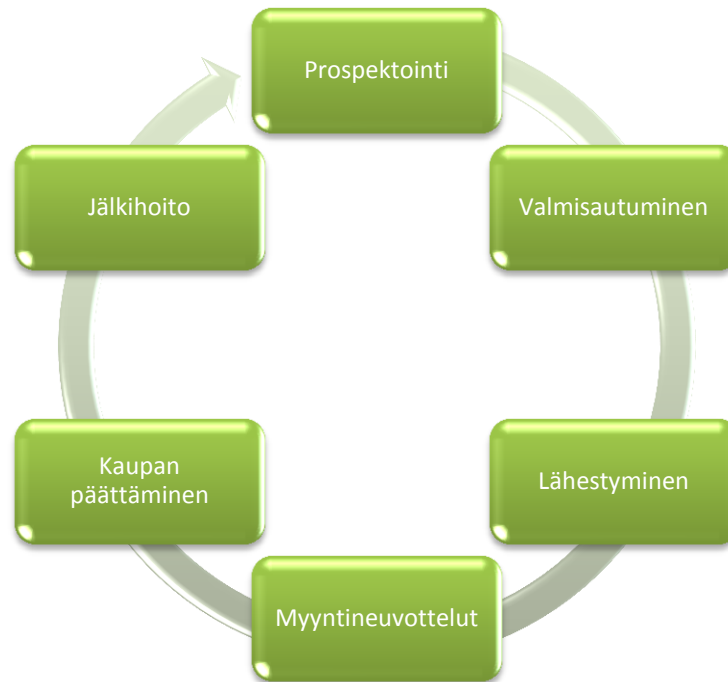 Prospektointi
Valmisautuminen
Lähestyminen
Myyntineuvottelut
Kaupan
päättäminen
Jälkihoito